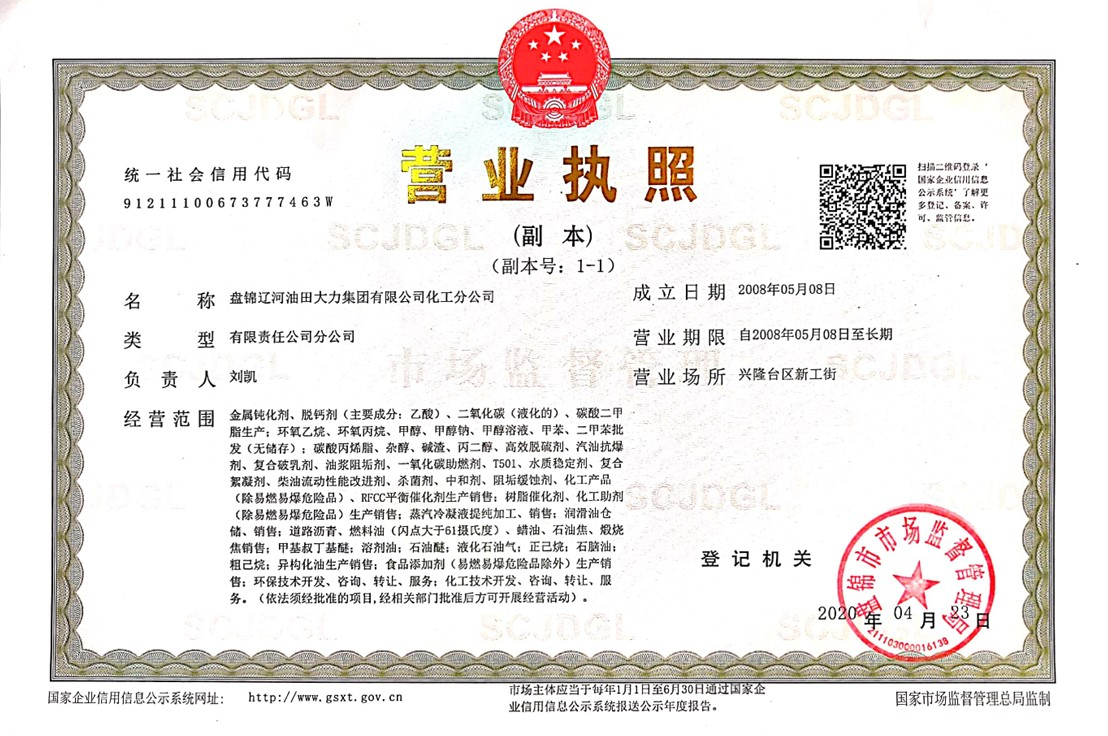 营业执照
(副 本)
（副本号：1-1）
统一社会信用代码
91211100673777463W
扫描二维码登录‘
国家企业信用信息
公示系统’了解更
多登记、备案、许
可、监管信息。
名 称 盘锦辽河油田大力集团有限公司化工分公司
类 型 有限责任公司分公司
负责人 刘凯
经营范围 金属钝化剂、脱钙剂（主要成分：乙酸）、二氧化碳（液化的）、碳酸二甲
脂生产；环氧乙烷、环氧丙烷、甲醇、甲醇钠、甲醇溶液、甲苯、二甲苯批
发（无储存）；碳酸丙烯脂、杂醇、碱渣、丙二醇、高效脱硫剂、汽油抗爆
剂、复合破乳剂、油浆阻垢剂、一氧化碳助燃剂、T501、水质稳定剂、复合
絮凝剂、柴油流动性能改进剂、杀菌剂、中和剂、阻垢缓蚀剂、化工产品
（除易燃易爆危险品）、RFCC平衡催化剂生产销售；树脂催化剂、化工助剂
（除易燃易爆危险品）生产销售；蒸汽冷凝液提纯加工、销售；润滑油仓
储、销售；道路沥青、燃料油（闪点大于61摄氏度）、蜡油、石油焦、煅烧
焦销售；甲基叔丁基醚；溶剂油；石油醚；液化石油气；正己烷；石脑油；
粗己烷；异构化油生产销售；食品添加剂（易燃易爆危险品除外）生产销
售；环保技术开发、咨询、转让、服务；化工技术开发、咨询、转让、服
务。（依法须经批准的项目,经相关部门批准后方可开展经营活动）。
成立日期 2008年05月08日
营业期限 自2008年05月08日至长期
营业场所 兴隆台区新工街
登记机关
盘锦市市场监督管理局
211103000016138
2020年 04月 23日
国家企业信用信息公示系统网址： http://www.gsxt.gov.cn
市场主体应当于每年1月1日至6月30日通过国家企
业信用信息公示系统报送公示年度报告。
国家市场监督管理总局监制
SCJDGL
市场监督管理